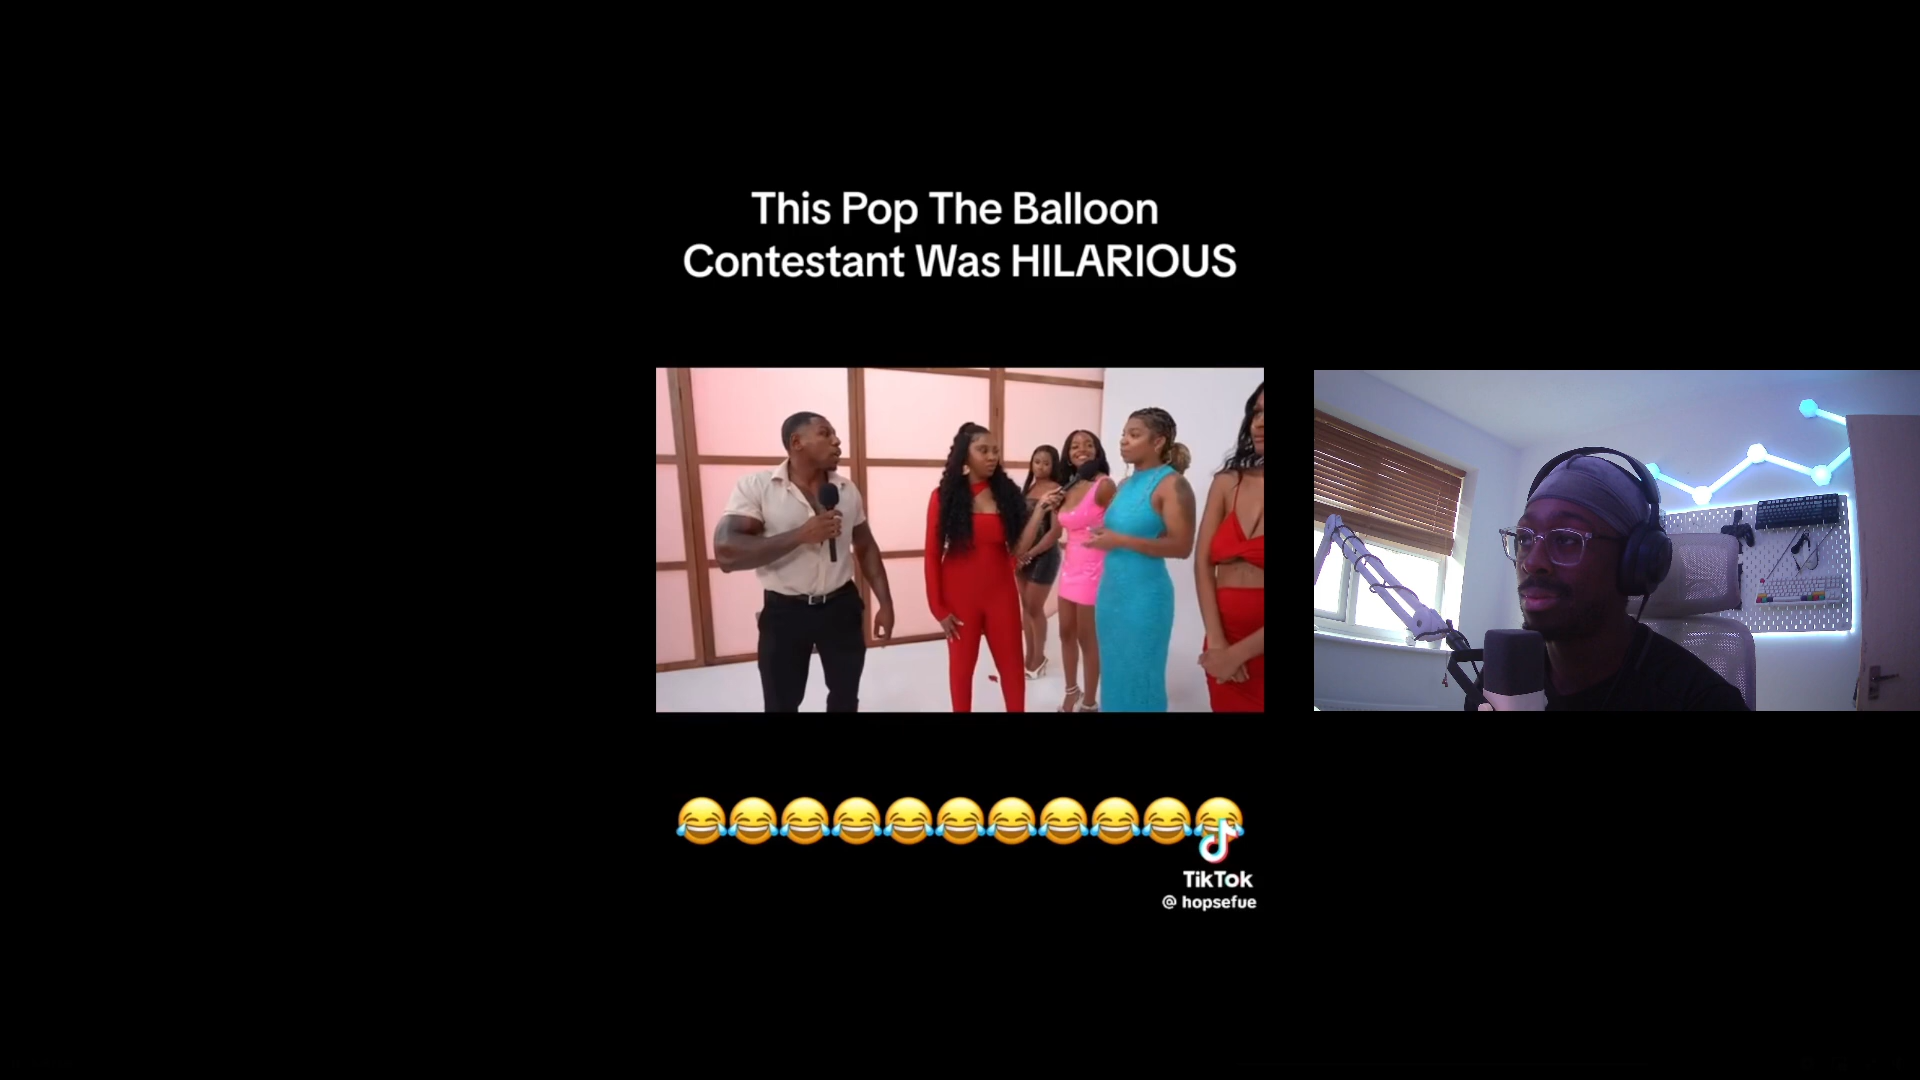 This Pop The Balloon
Contestant Was HILARIOUS
😂😂😂😂😂😂😂😂😂😂😂
TikTok
@ hopsefue